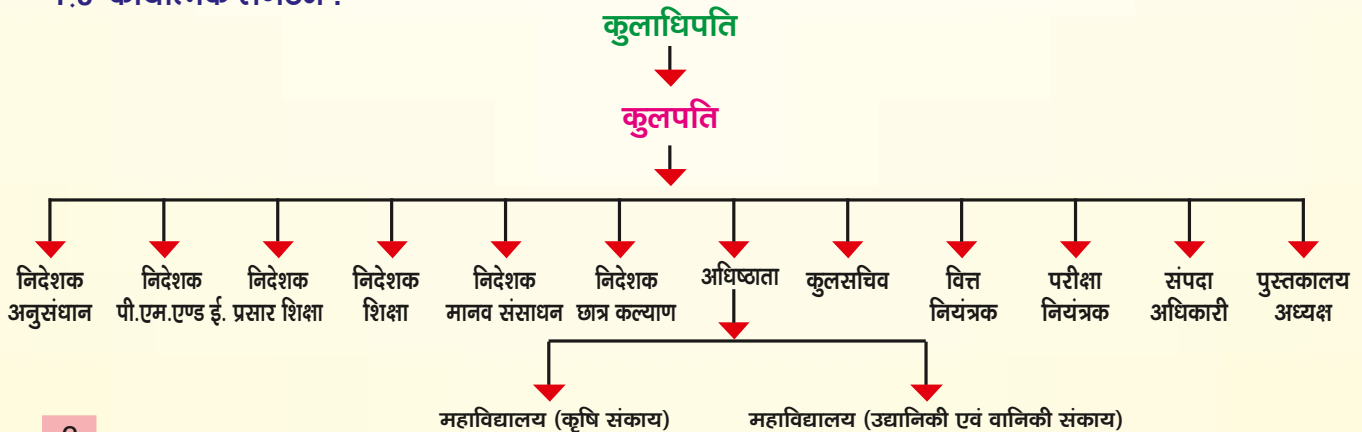 कुलाधिपति
कुलपति
निदेशक अनुसंधान
निदेशक पी.एम.एण्ड ई.
निदेशक प्रसार शिक्षा
निदेशक शिक्षा
निदेशक मानव संसाधन
निदेशक छात्र कल्याण
अधिष्ठाता
कुलसचिव
वित्त नियंत्रक
परीक्षा नियंत्रक
संपदा अधिकारी
पुस्तकालय अध्यक्ष
महाविद्यालय (कृषि संकाय)
महाविद्यालय (उद्यानिकी एवं वानिकी संकाय)